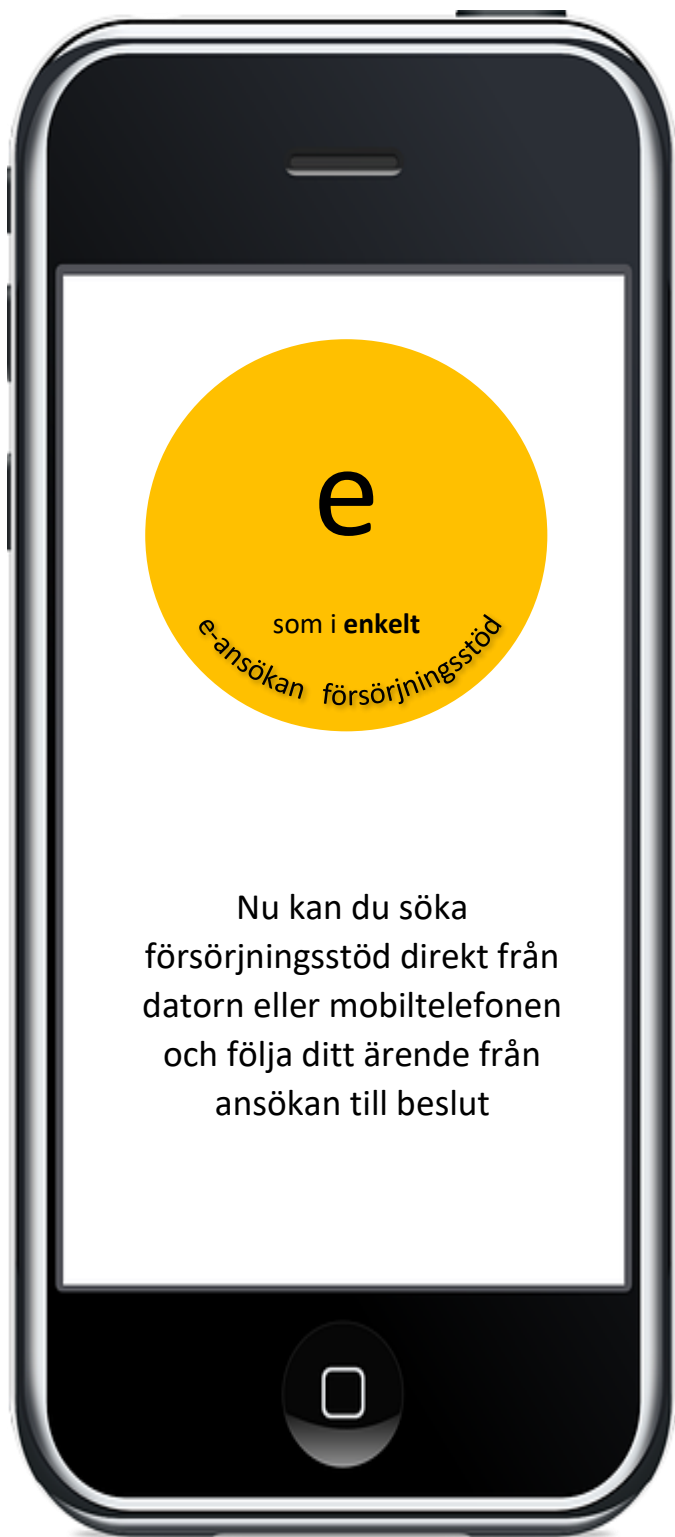 e
som i enkelt
e-ansökan försörjningsstöd
Nu kan du söka
försörjningsstöd direkt från
datorn eller mobiltelefonen
och följa ditt ärende från
ansökan till beslut